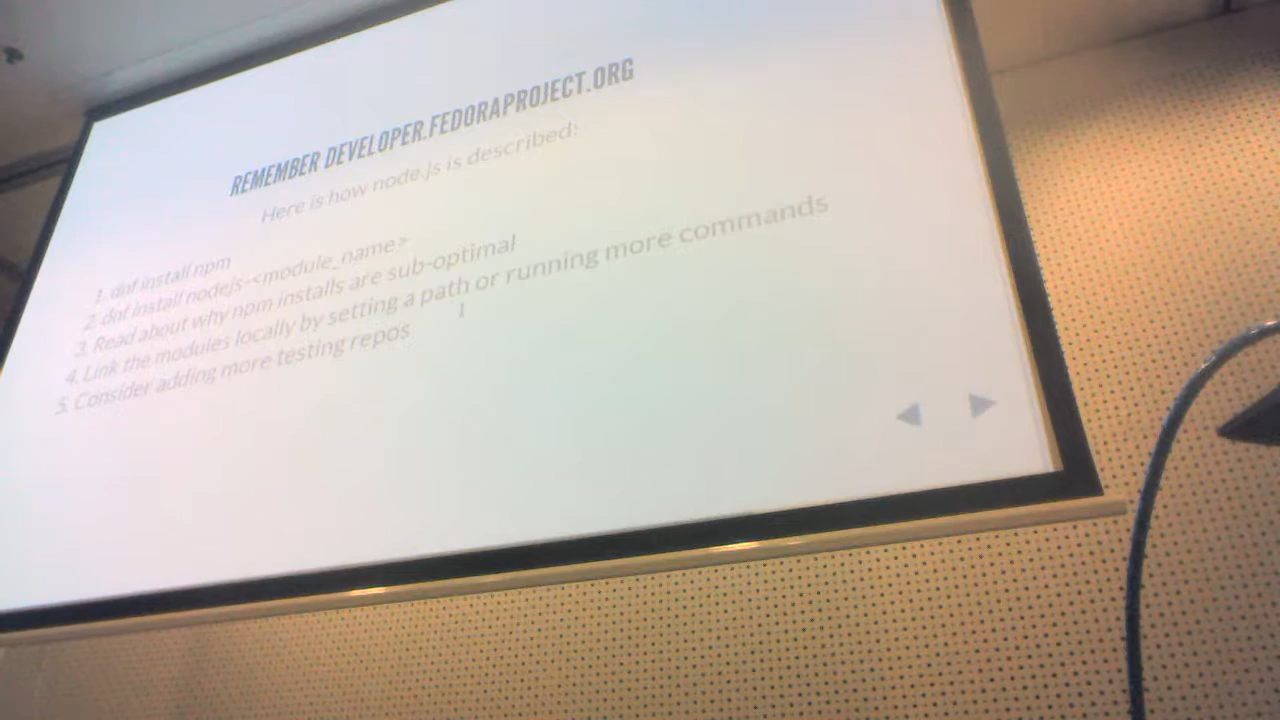 REMEMBER DEVELOPER.FEDORAPROJECT.ORG
Here is how node.js is described:
1. dnf install npm
2. dnf install nodejs-<module_name>
3. Read about why npm installs are sub-optimal
4. Link the modules locally by setting a path or running more commands
5. Consider adding more testing repos